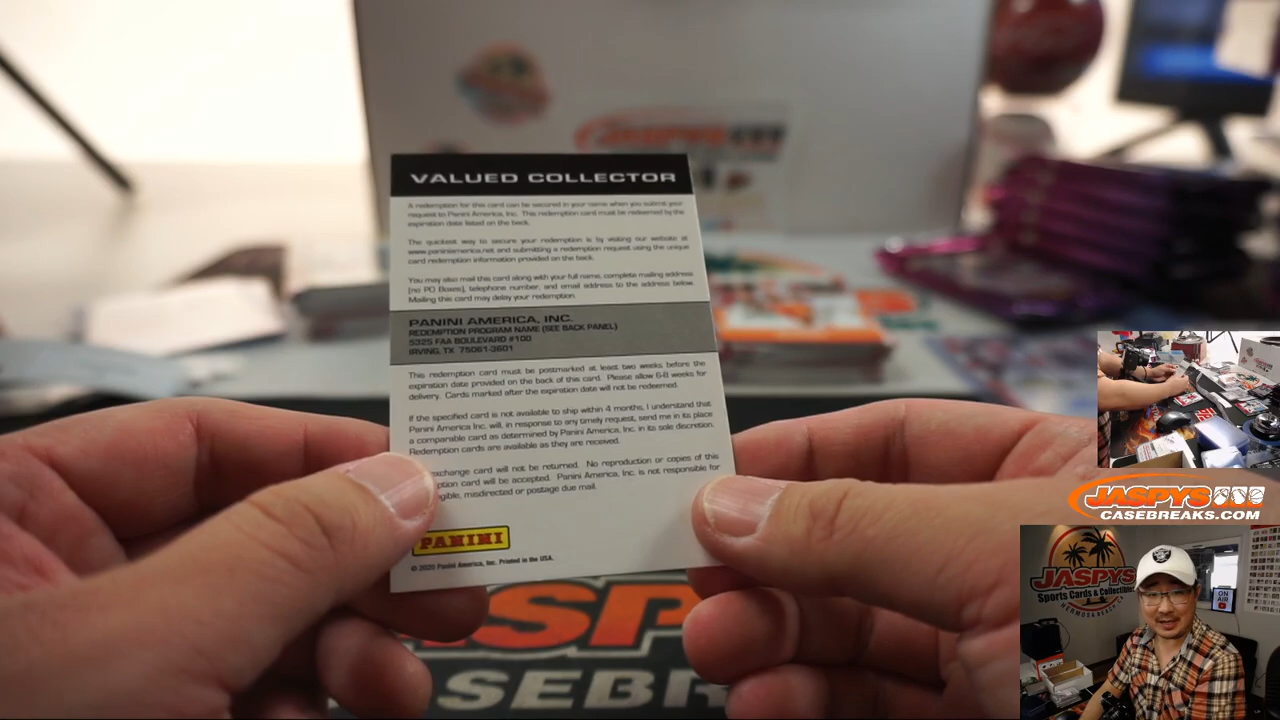 VALUED COLLECTOR
A redemption for this card can be secured in your name when you submit your
request to Panini America, Inc. This redemption card must be redeemed by the
expiration date listed on the back.
The quickest way to secure your redemption is by visiting our website at
www.paniniamerica.net and submitting a redemption request using the unique
card redemption information provided on the back.
You may also mail this card along with your full name, complete mailing address
(no PO Boxes), telephone number, and email address to the address below.
Mailing this card may delay your redemption.
PANINI AMERICA, INC.
REDEMPTION PROGRAM NAME (SEE BACK PANEL)
5325 FAA BOULEVARD #100
IRVING, TX 75061-3601
This redemption card must be postmarked at least two weeks before the
expiration date provided on the back of this card. Please allow 6-8 weeks for
delivery. Cards marked after the expiration date will not be redeemed.
If the specified card is not available to ship within 4 months, I understand that
Panini America Inc. will, in response to any timely request, send me in its place
a comparable card as determined by Panini America, Inc. in its sole discretion.
Redemption cards are available as they are received.
exchange card will not be returned. No reproduction or copies of this
ption card will be accepted. Panini America, Inc. is not responsible for
gible, misdirected or postage due mail.
PANINI
© 2020 Panini America, Inc. Printed in the USA.
JASPYS
ASP
ASEBR
JASPYS
CASEBREAKS.COM
JASPYS
Sports Cards & Collectibles
HERMOSA BEACH
ON
AIR